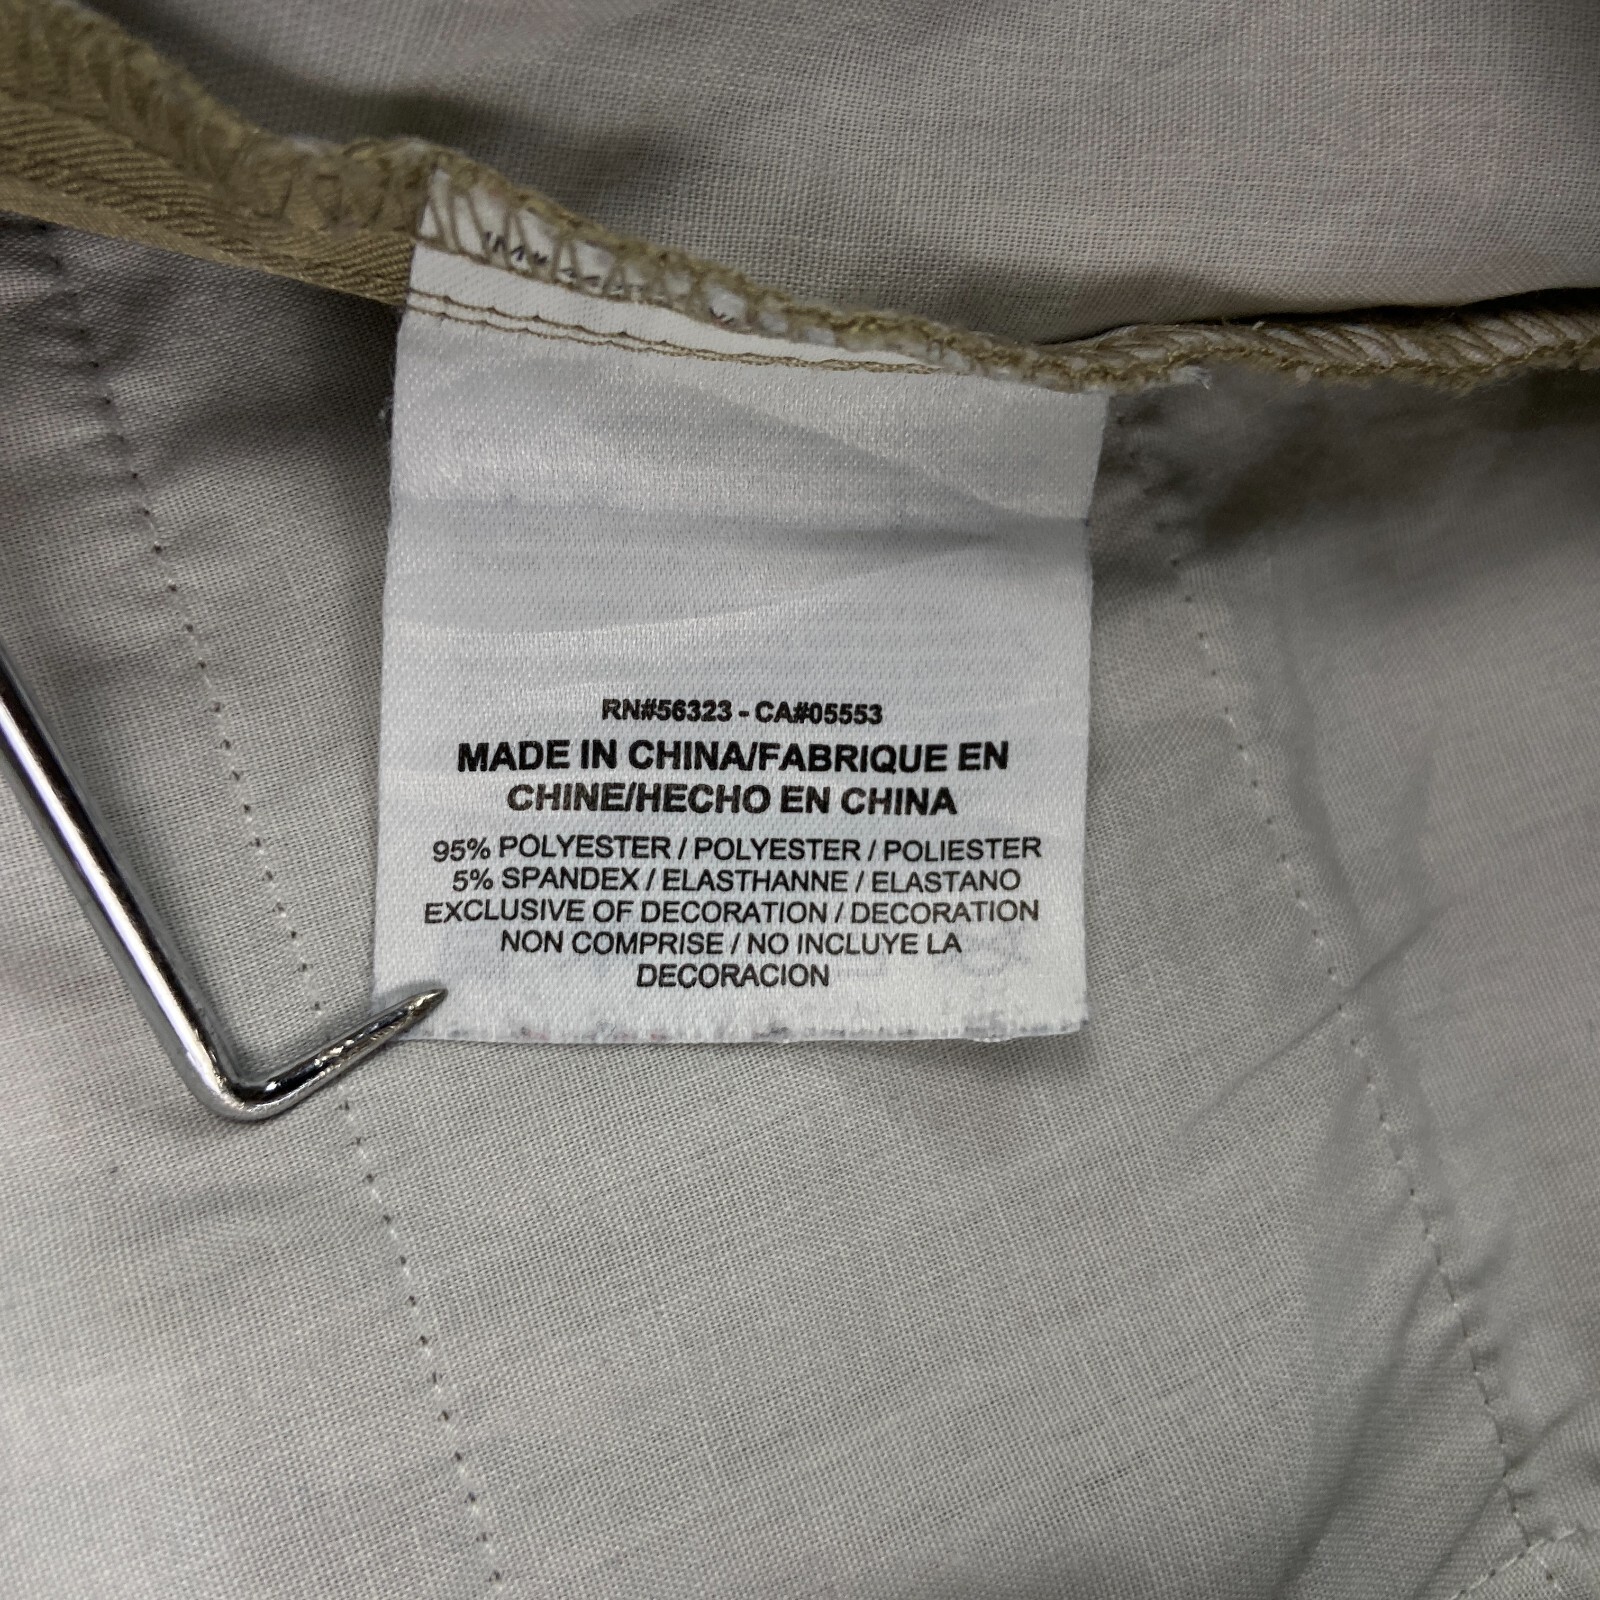 RN#56323 - CA#05553
MADE IN CHINA/FABRIQUE EN
CHINE/HECHO EN CHINA
95% POLYESTER / POLYESTER / POLIESTER
5% SPANDEX / ELASTHANNE / ELASTANO
EXCLUSIVE OF DECORATION / DECORATION
NON COMPRISE / NO INCLUYE LA
DECORACION